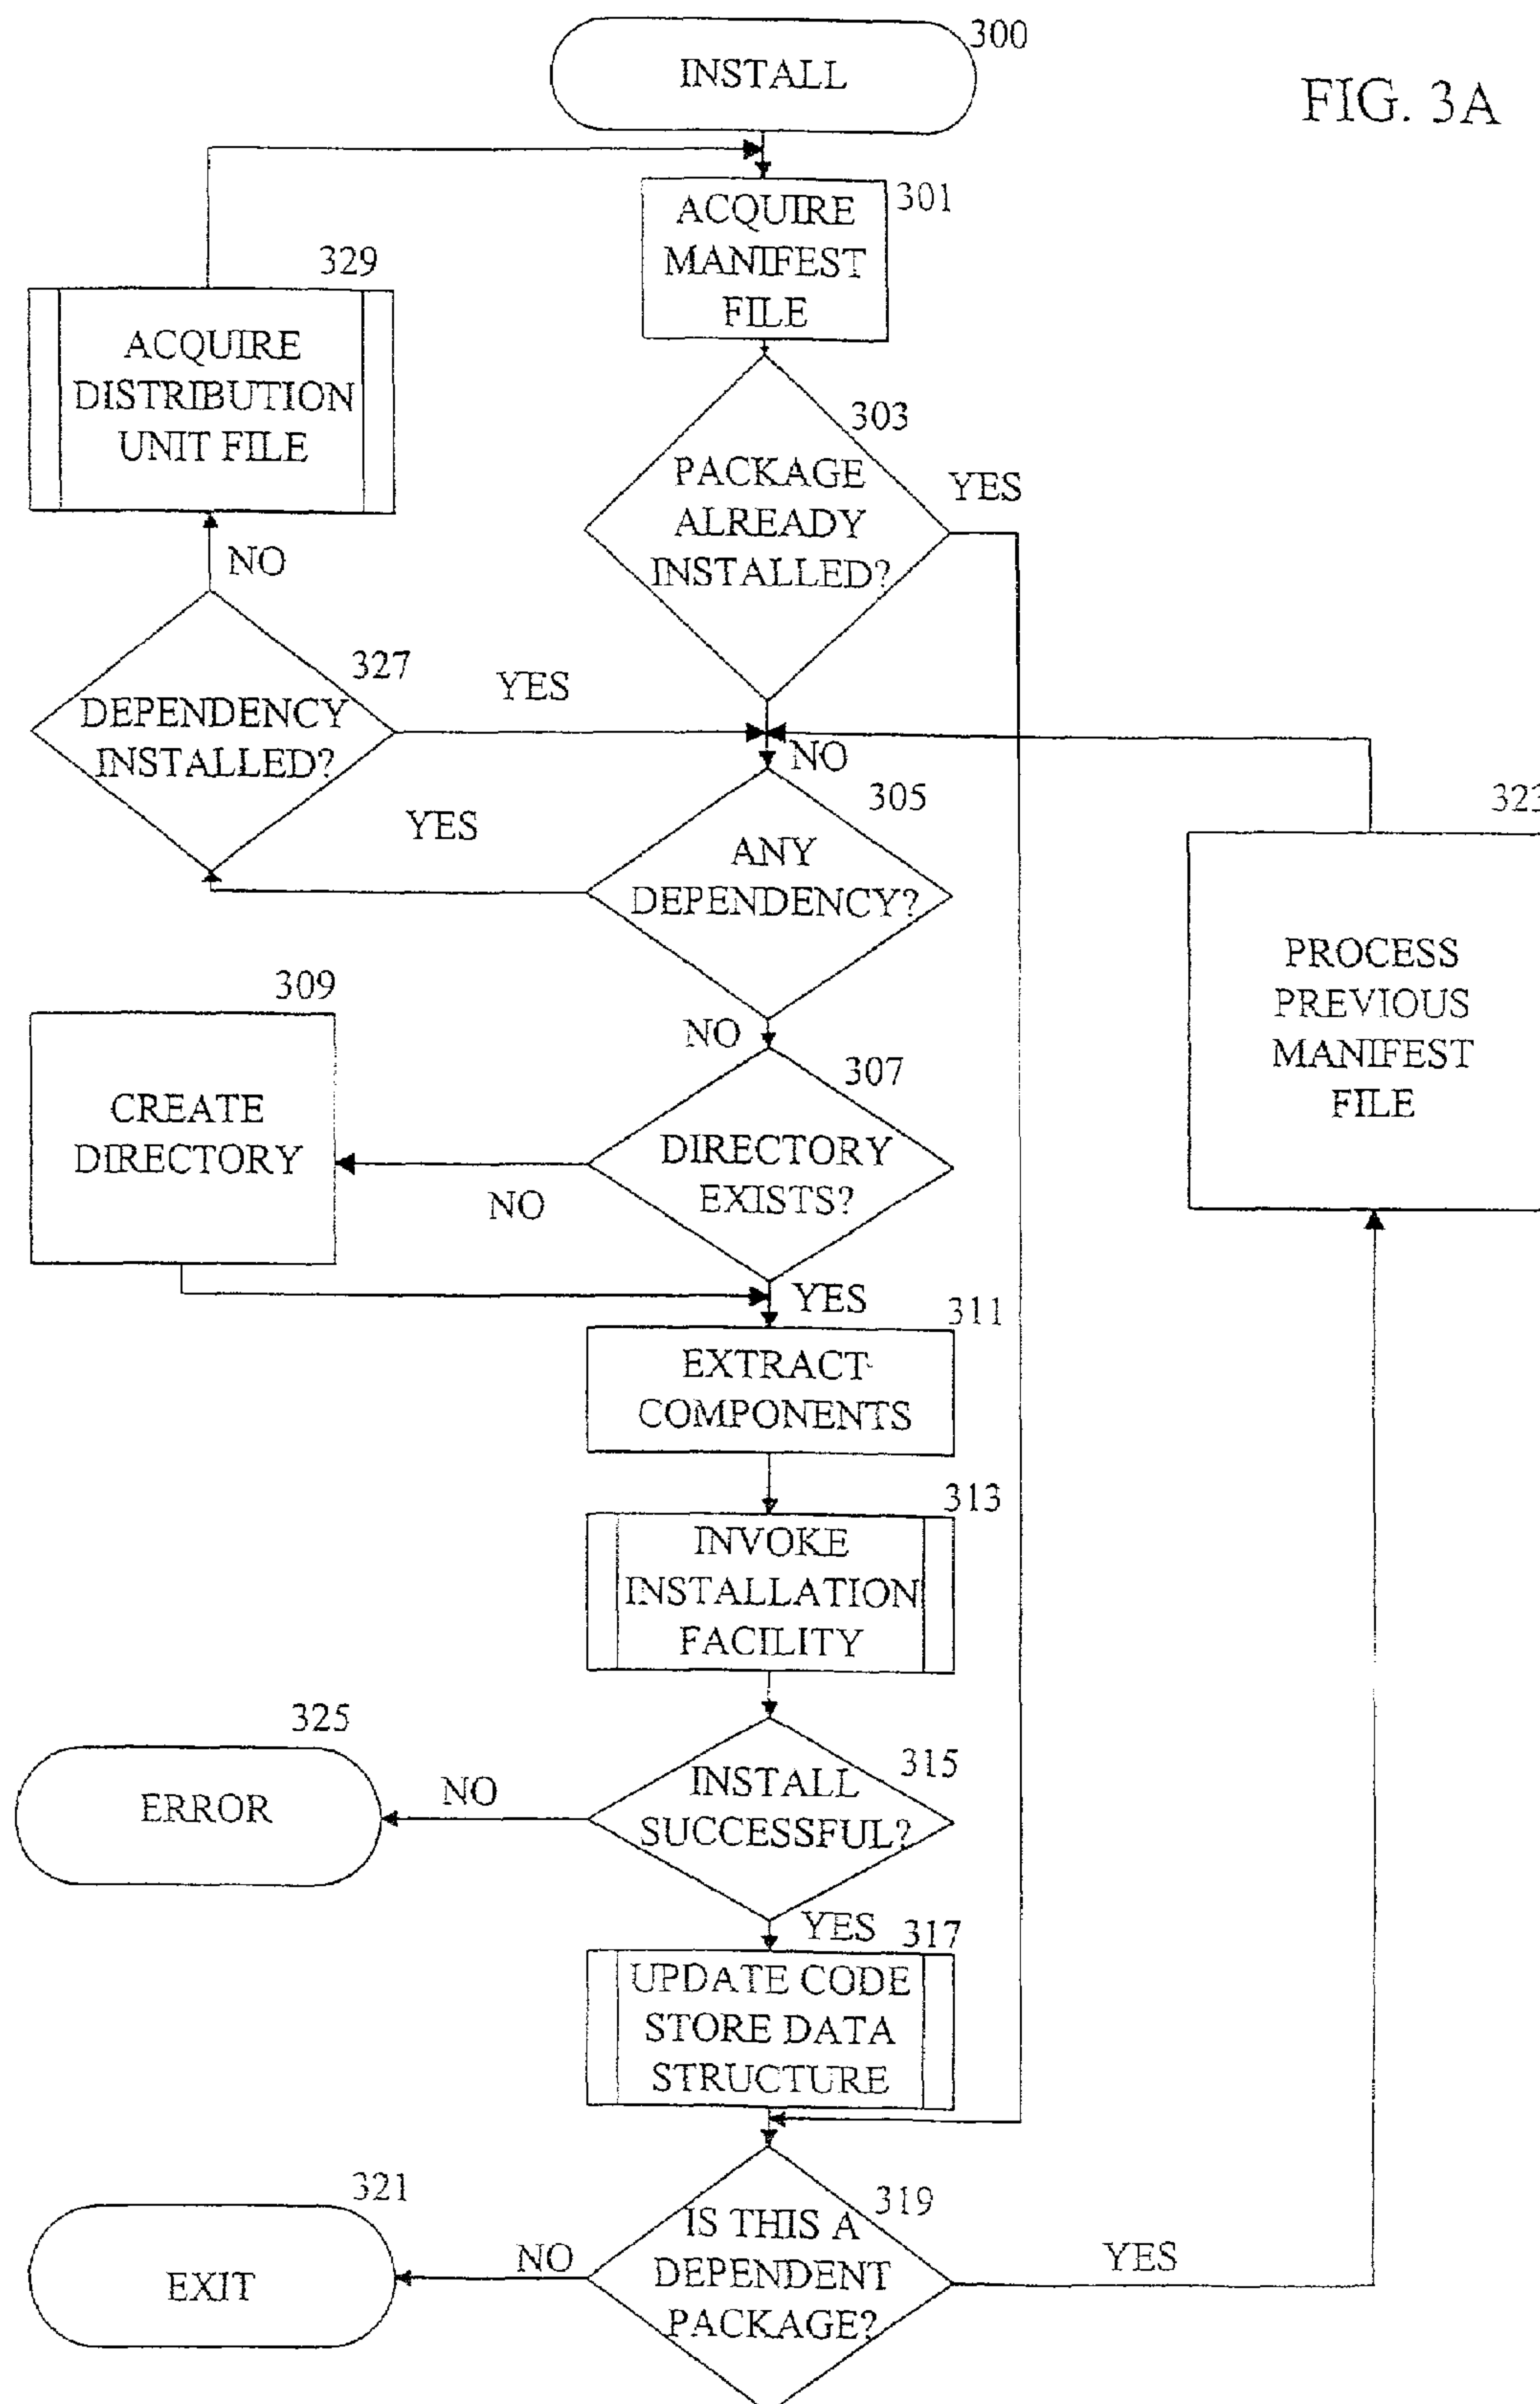 300
INSTALL
FIG. 3A
301
ACQUIRE
MANIFEST
FILE
329
ACQUIRE
DISTRIBUTION
UNIT FILE
303
PACKAGE
ALREADY
INSTALLED?
YES
NO
327
DEPENDENCY
INSTALLED?
YES
NO
305
ANY
DEPENDENCY?
YES
323
PROCESS
PREVIOUS
MANIFEST
FILE
NO
309
CREATE
DIRECTORY
307
DIRECTORY
EXISTS?
NO
YES
311
EXTRACT
COMPONENTS
313
INVOKE
INSTALLATION
FACILITY
325
ERROR
NO
315
INSTALL
SUCCESSFUL?
YES
317
UPDATE CODE
STORE DATA
STRUCTURE
321
EXIT
NO
319
IS THIS A
DEPENDENT
PACKAGE?
YES